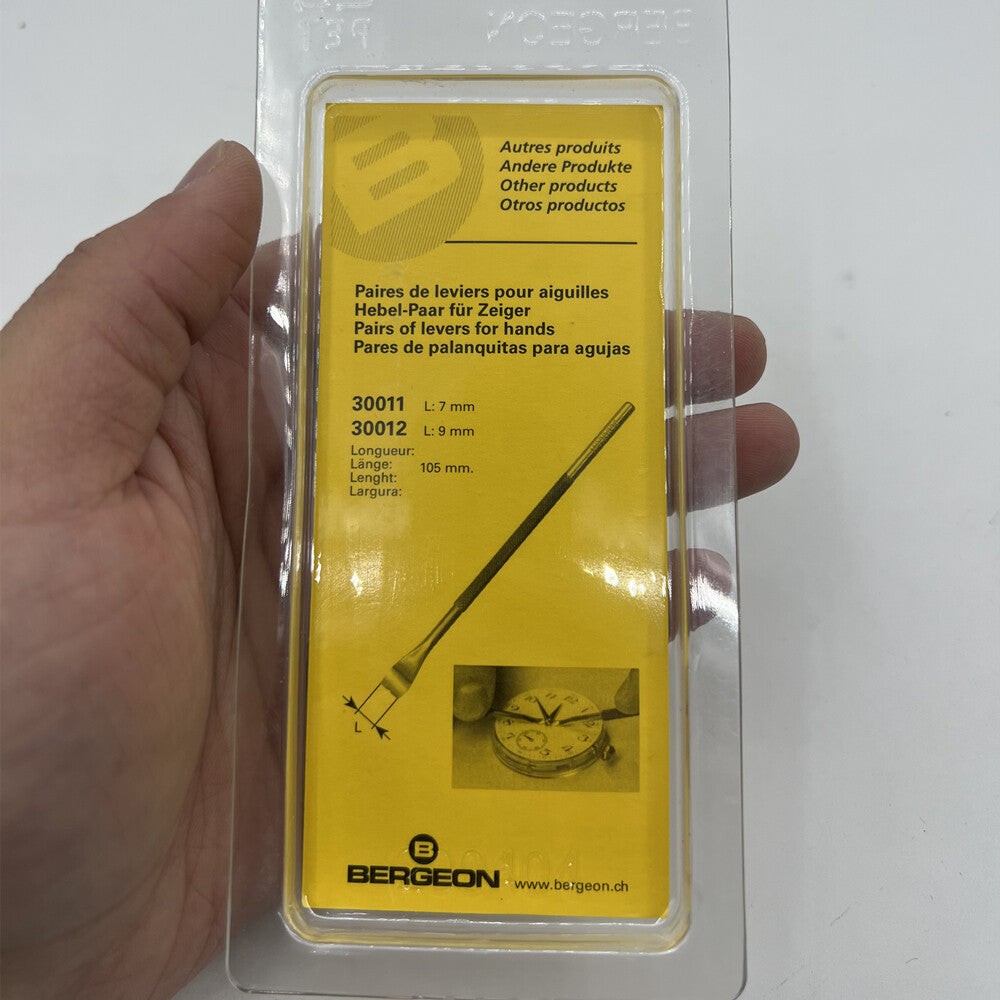 Autres produits
Andere Produkte
Other products
Otros productos
Paires de leviers pour aiguilles
Hebel-Paar für Zeiger
Pairs of levers for hands
Pares de palanquitas para agujas
30011 L: 7 mm
30012 L: 9 mm
Longueur:
Länge:
Lenght:
Largura:
105 mm.
L
B
BERGEON www.bergeon.ch